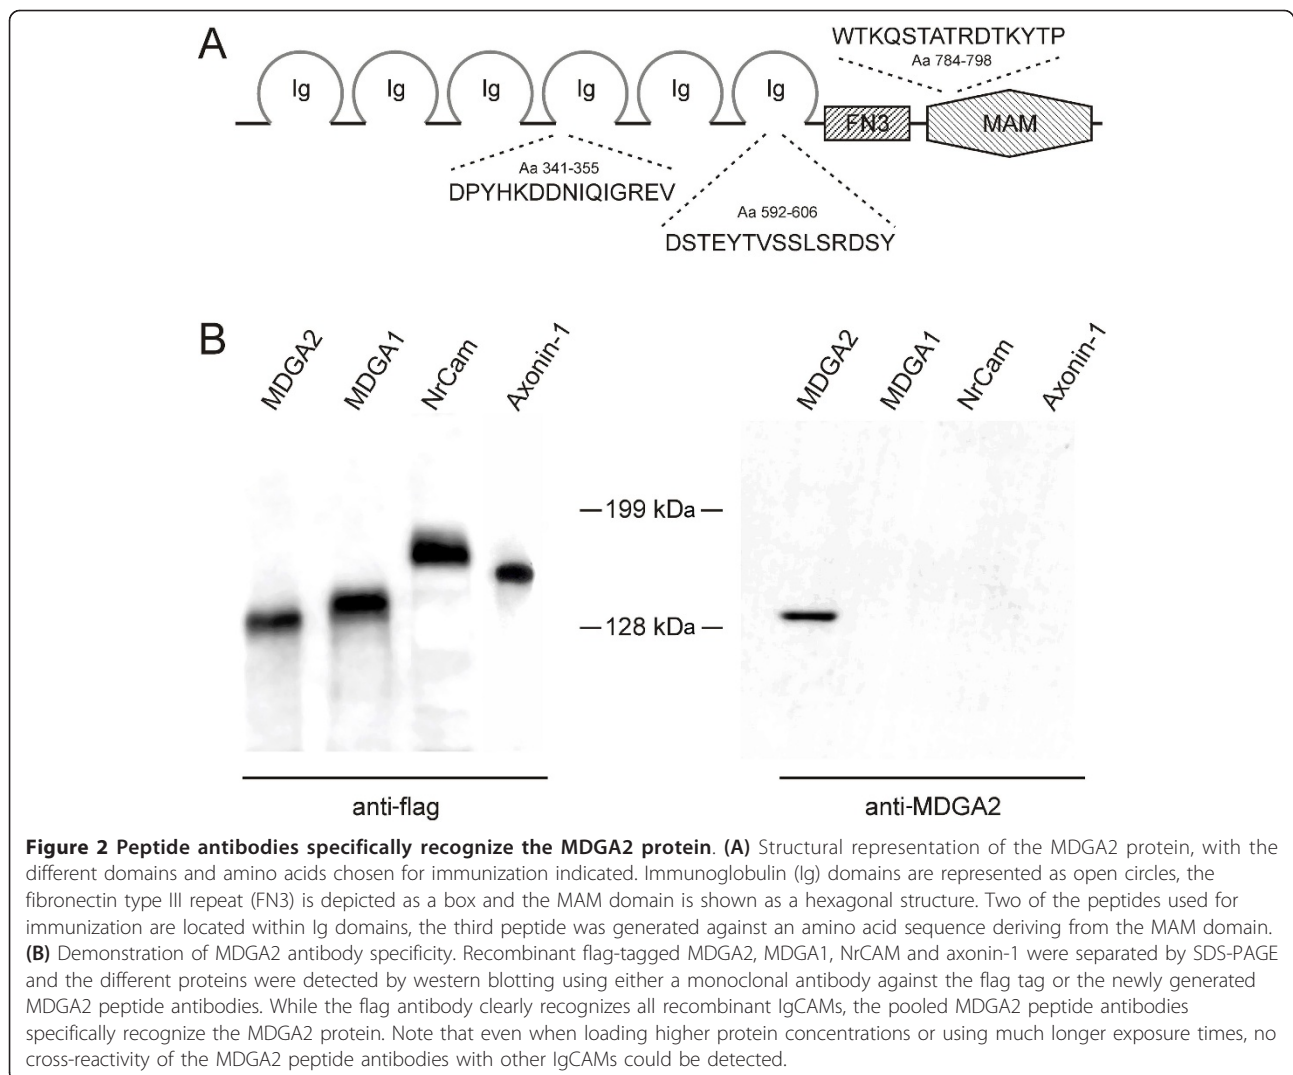 A
WTKQSTATRDTKYTP
Aa 784-798
Ig Ig Ig Ig Ig Ig
FN3 MAM
Aa 341-355
DPYHKDDNIQIGREV
Aa 592-606
DSTEYTVSSLSRDSY
B
MDGA2 MDGA1 NrCam Axonin-1 MDGA2 MDGA1 NrCam Axonin-1
—199 kDa—
—128 kDa—
anti-flag anti-MDGA2
Figure 2 Peptide antibodies specifically recognize the MDGA2 protein. (A) Structural representation of the MDGA2 protein, with the
different domains and amino acids chosen for immunization indicated. Immunoglobulin (Ig) domains are represented as open circles, the
fibronectin type III repeat (FN3) is depicted as a box and the MAM domain is shown as a hexagonal structure. Two of the peptides used for
immunization are located within Ig domains, the third peptide was generated against an amino acid sequence deriving from the MAM domain.
(B) Demonstration of MDGA2 antibody specificity. Recombinant flag-tagged MDGA2, MDGA1, NrCAM and axonin-1 were separated by SDS-PAGE
and the different proteins were detected by western blotting using either a monoclonal antibody against the flag tag or the newly generated
MDGA2 peptide antibodies. While the flag antibody clearly recognizes all recombinant IgCAMs, the pooled MDGA2 peptide antibodies
specifically recognize the MDGA2 protein. Note that even when loading higher protein concentrations or using much longer exposure times, no
cross-reactivity of the MDGA2 peptide antibodies with other IgCAMs could be detected.